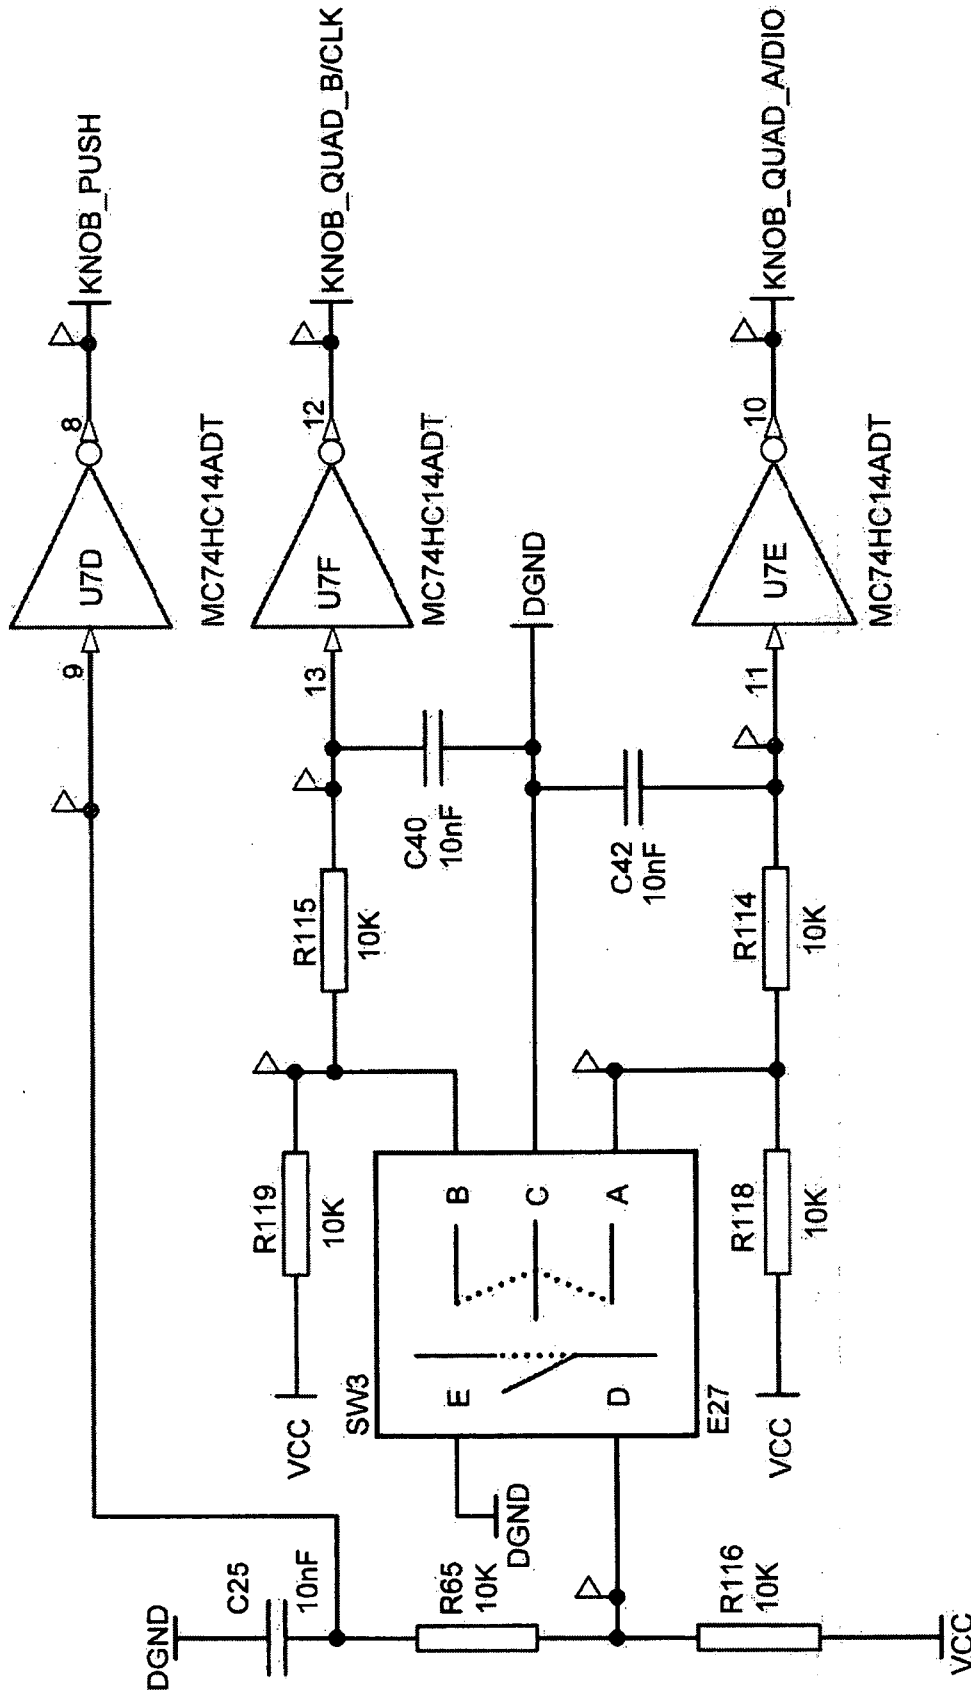 DGND
C25
10nF
R65
10K
R116
10K
VCC
DGND
SW3
E27
E
D
B
C
A
VCC
R119
10K
VCC
R118
10K
R115
10K
R114
10K
C40
10nF
C42
10nF
DGND
9
U7D
8
MC74HC14ADT
KNOB_PUSH
13
U7F
12
MC74HC14ADT
KNOB_QUAD_B/CLK
11
U7E
10
MC74HC14ADT
KNOB_QUAD_A/DIO